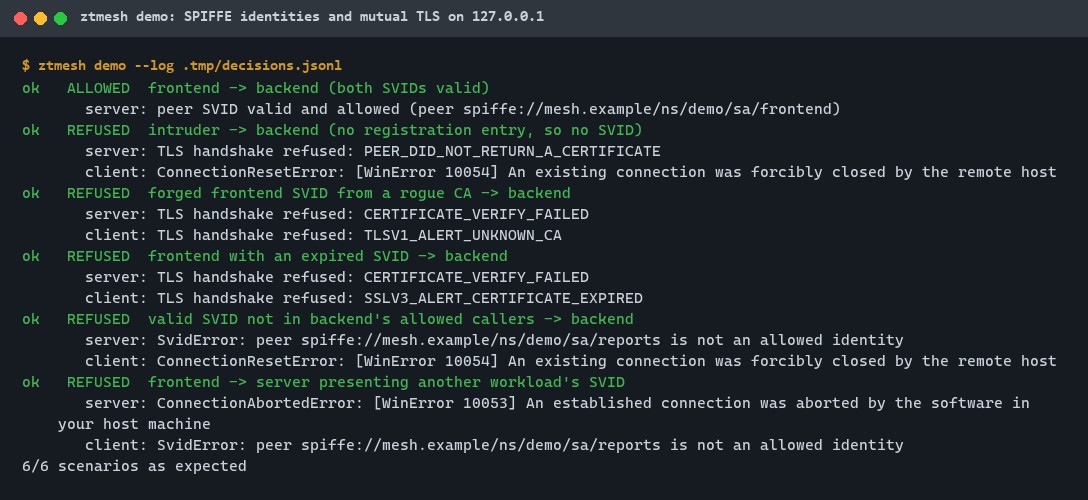 ztmesh demo: SPIFFE identities and mutual TLS on 127.0.0.1
$ ztmesh demo --log .tmp/decisions.jsonl
ok   ALLOWED  frontend -> backend (both SVIDs valid)
       server: peer SVID valid and allowed (peer spiffe://mesh.example/ns/demo/sa/frontend)
ok   REFUSED  intruder -> backend (no registration entry, so no SVID)
       server: TLS handshake refused: PEER_DID_NOT_RETURN_A_CERTIFICATE
       client: ConnectionResetError: [WinError 10054] An existing connection was forcibly closed by the remote host
ok   REFUSED  forged frontend SVID from a rogue CA -> backend
       server: TLS handshake refused: CERTIFICATE_VERIFY_FAILED
       client: TLS handshake refused: TLSV1_ALERT_UNKNOWN_CA
ok   REFUSED  frontend with an expired SVID -> backend
       server: TLS handshake refused: CERTIFICATE_VERIFY_FAILED
       client: TLS handshake refused: SSLV3_ALERT_CERTIFICATE_EXPIRED
ok   REFUSED  valid SVID not in backend's allowed callers -> backend
       server: SvidError: peer spiffe://mesh.example/ns/demo/sa/reports is not an allowed identity
       client: ConnectionResetError: [WinError 10054] An existing connection was forcibly closed by the remote host
ok   REFUSED  frontend -> server presenting another workload's SVID
       server: ConnectionAbortedError: [WinError 10053] An established connection was aborted by the software in
    your host machine
       client: SvidError: peer spiffe://mesh.example/ns/demo/sa/reports is not an allowed identity
6/6 scenarios as expected